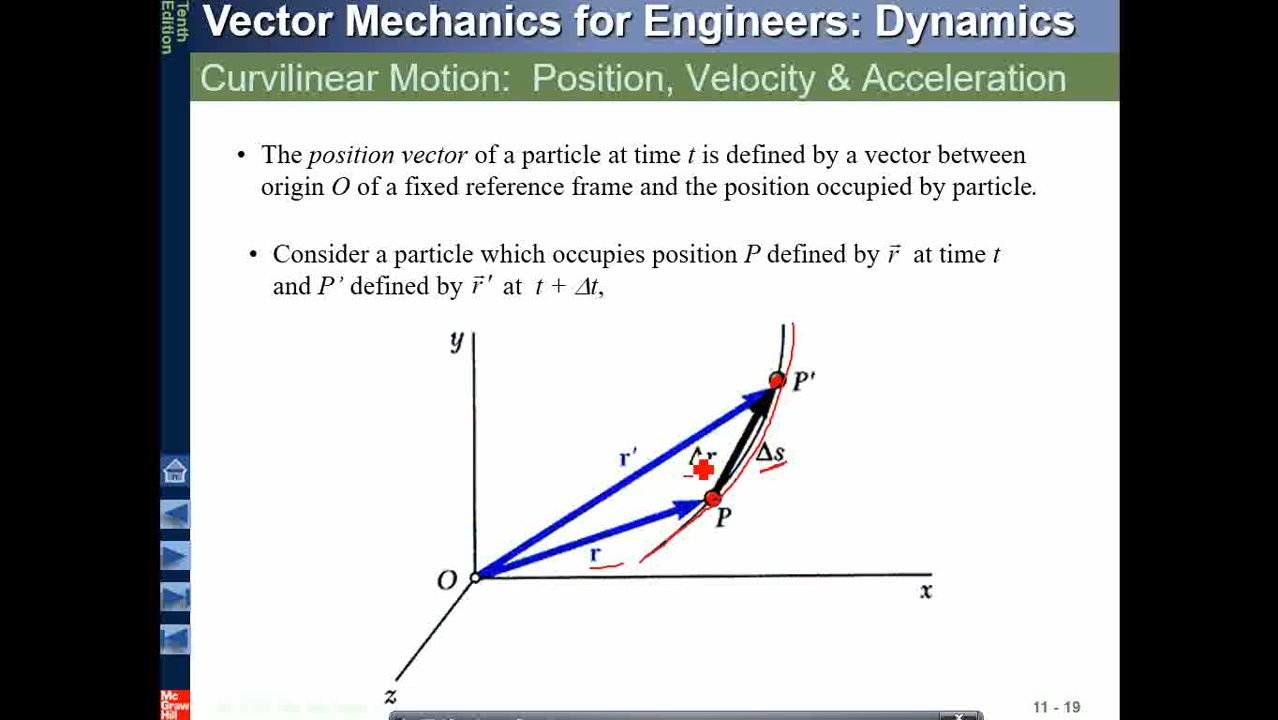 Tenth
Edition
Vector Mechanics for Engineers: Dynamics
Curvilinear Motion: Position, Velocity & Acceleration
• The position vector of a particle at time t is defined by a vector between
origin O of a fixed reference frame and the position occupied by particle.
• Consider a particle which occupies position P defined by r⃗ at time t
and P’ defined by r⃗ ′ at t + Δt,
y
P′
r′
Δr
Δs
P
r
O
x
z
Mc
Graw
Hill
11 - 19